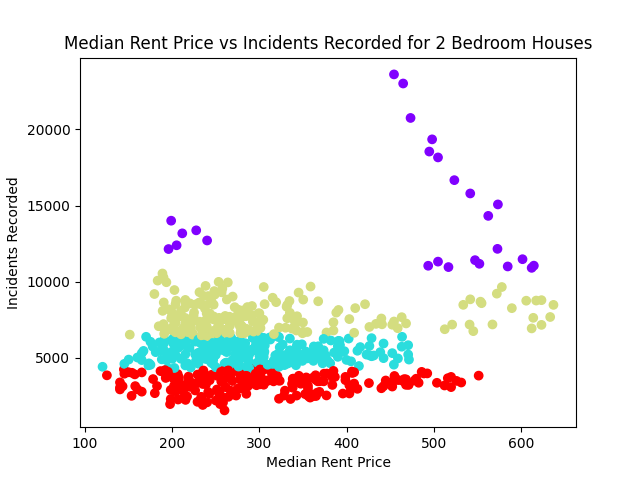 Median Rent Price vs Incidents Recorded for 2 Bedroom Houses
Incidents Recorded
20000
15000
10000
5000
100 200 300 400 500 600
Median Rent Price